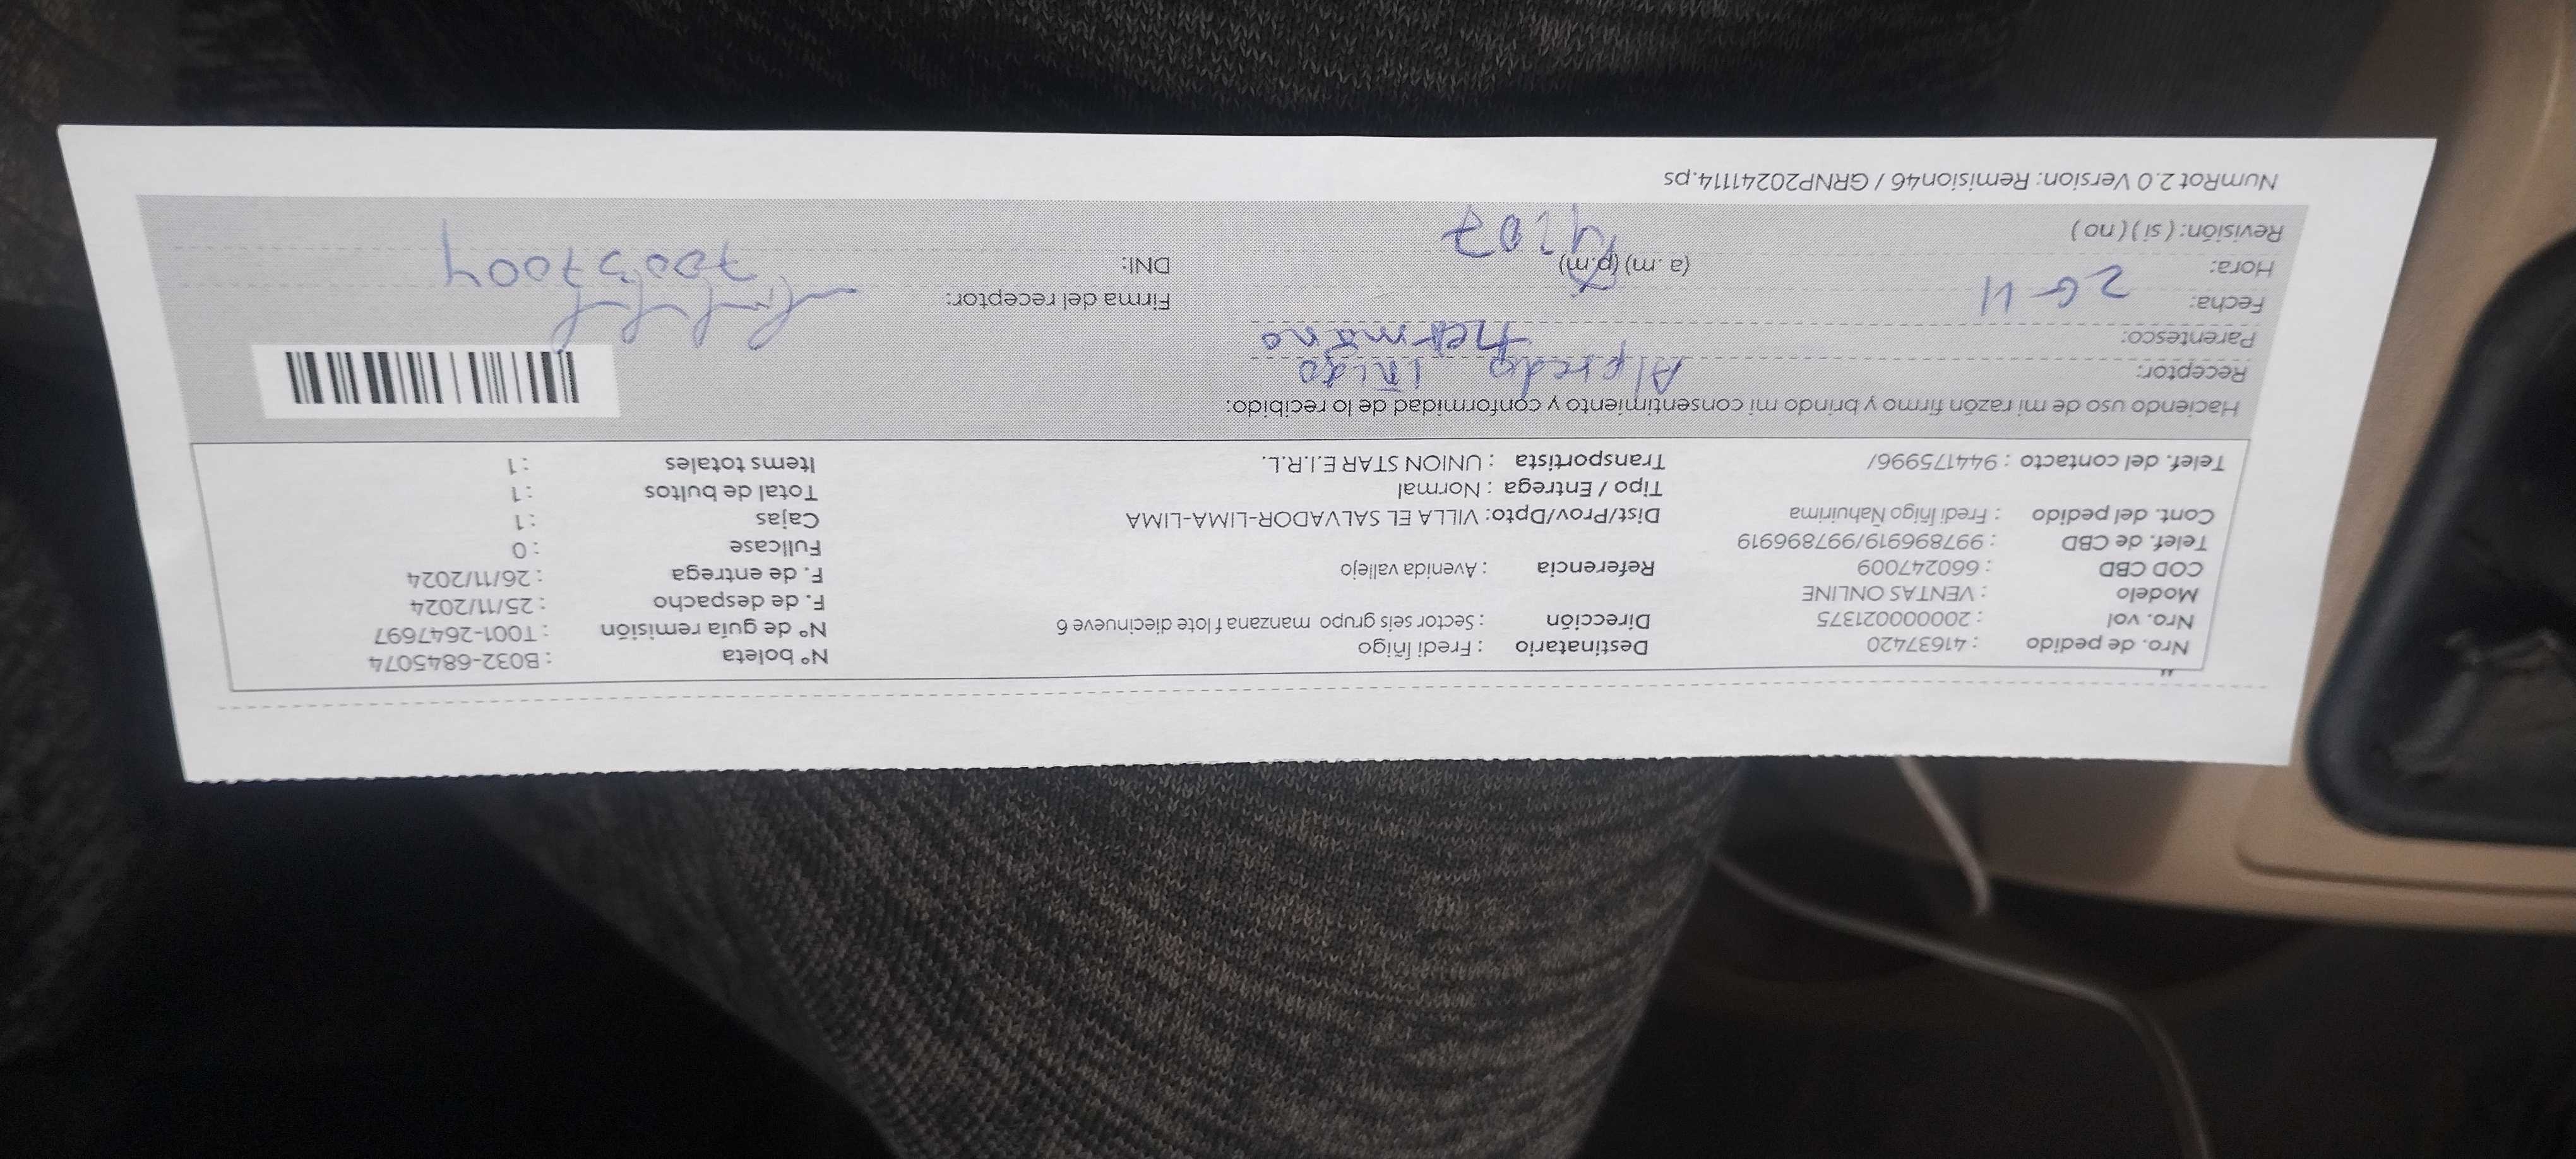 Nro. de pedido : 41637420 Destinatario : Fredi Íñigo N° boleta : B032-6845074
Nro. vol : 200000021375 Dirección : Sector seis grupo manzana f lote diecinueve 6 N° de guía remisión : T001-2647697
Modelo : VENTAS ONLINE F. de despacho : 25/11/2024
COD CBD : 660247009 Referencia : Avenida vallejo F. de entrega : 26/11/2024
Telef. de CBD : 997896919/997896919 Fullcase : 0
Cont. del pedido : Fredi Íñigo Ñahuirima Dist/Prov/Dpto: VILLA EL SALVADOR-LIMA-LIMA Cajas : 1
Tipo / Entrega : Normal Total de bultos : 1
Telef. del contacto : 944175996/ Transportista : UNION STAR E.I.R.L. Items totales : 1
Haciendo uso de mi razón firmo y brindo mi consentimiento y conformidad de lo recibido:
Receptor: Alfredo iñigo
Parentesco: hermano
Fecha: 26-11 Firma del receptor:
Hora: (a.m) (p.m) 4:07 DNI: 70037004
Revisión: ( si ) ( no )
NumRot 2.0 Version: Remision46 / GRNP20241114.ps